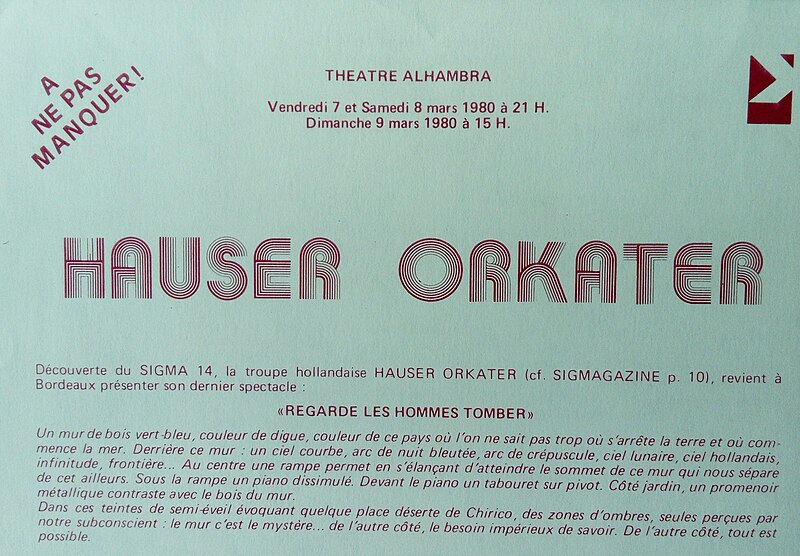 A
NE PAS
MANQUER!
THEATRE ALHAMBRA
Vendredi 7 et Samedi 8 mars 1980 à 21 H.
Dimanche 9 mars 1980 à 15 H.
HAUSER ORKATER
Découverte du SIGMA 14, la troupe hollandaise HAUSER ORKATER (cf. SIGMAGAZINE p. 10), revient à
Bordeaux présenter son dernier spectacle :
«REGARDE LES HOMMES TOMBER»
Un mur de bois vert-bleu, couleur de digue, couleur de ce pays où l'on ne sait pas trop où s'arrête la terre et où com-
mence la mer. Derrière ce mur : un ciel courbe, arc de nuit bleutée, arc de crépuscule, ciel lunaire, ciel hollandais,
infinitude, frontière... Au centre une rampe permet en s'élançant d'atteindre le sommet de ce mur qui nous sépare
de cet ailleurs. Sous la rampe un piano dissimulé. Devant le piano un tabouret sur pivot. Côté jardin, un promenoir
métallique contraste avec le bois du mur.
Dans ces teintes de semi-éveil évoquant quelque place déserte de Chirico, des zones d'ombres, seules perçues par
notre subconscient : le mur c'est le mystère... de l'autre côté, le besoin impérieux de savoir. De l'autre côté, tout est
possible.